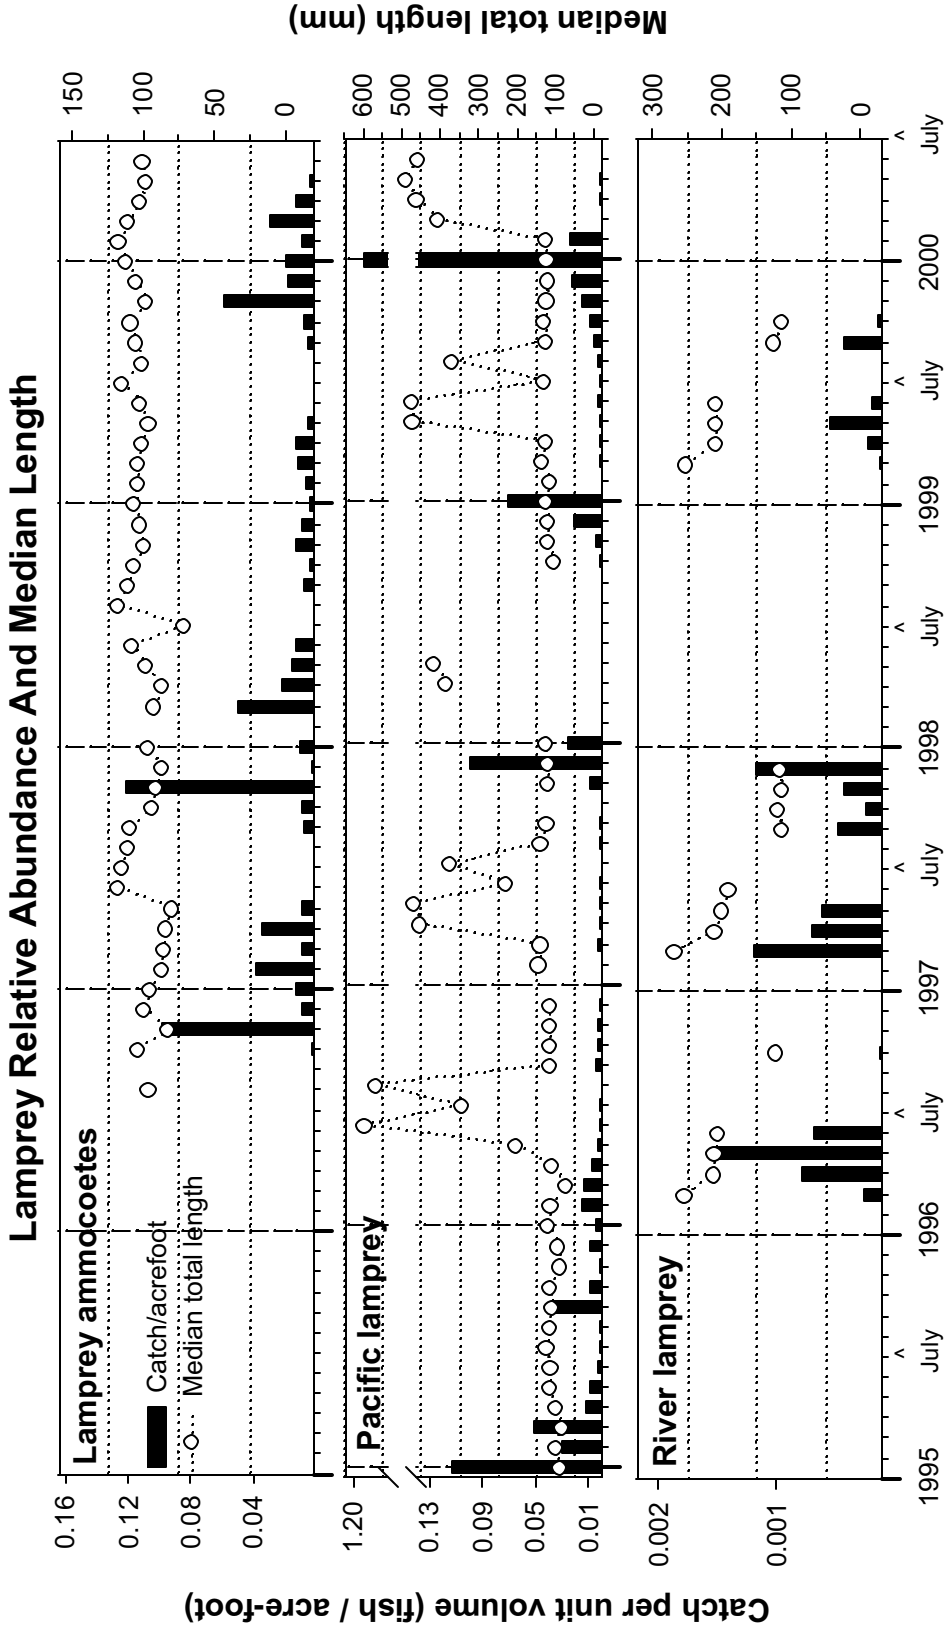 Lamprey Relative Abundance And Median Length
Catch per unit volume (fish / acre-foot)
Median total length (mm)
Lamprey ammocoetes
Catch/acrefoot
Median total length
0.16
0.12
0.08
0.04
150
100
50
0
Pacific lamprey
1.20
0.13
0.09
0.05
0.01
600
500
400
300
200
100
0
River lamprey
0.002
0.001
300
200
100
0
< < < < <
1995 July 1996 July 1997 July 1998 July 1999 July 2000 July